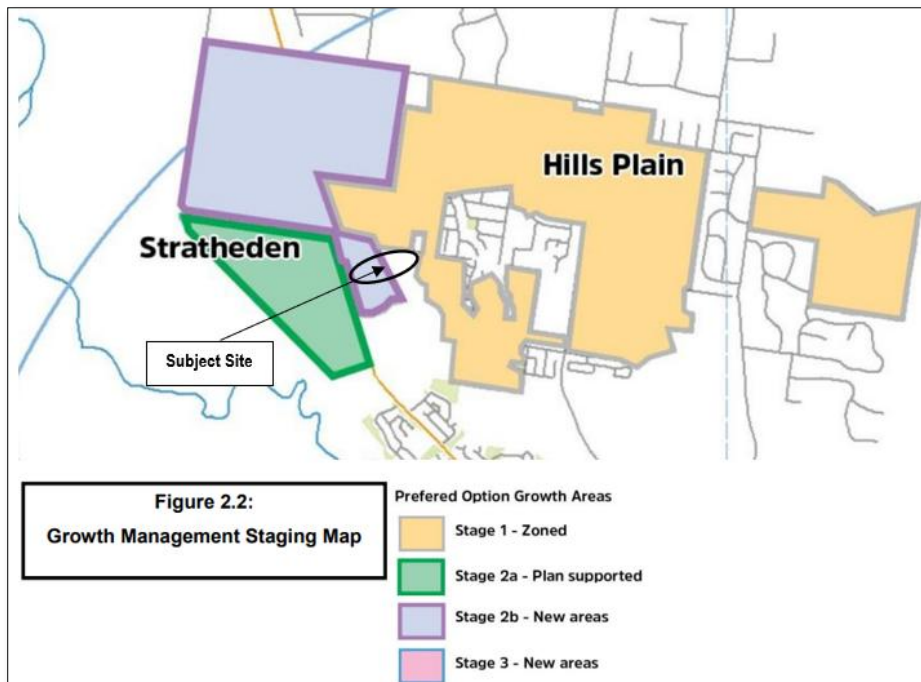 Hills Plain
Stratheden
Subject Site
Figure 2.2:
Growth Management Staging Map
Prefered Option Growth Areas
Stage 1 - Zoned
Stage 2a - Plan supported
Stage 2b - New areas
Stage 3 - New areas